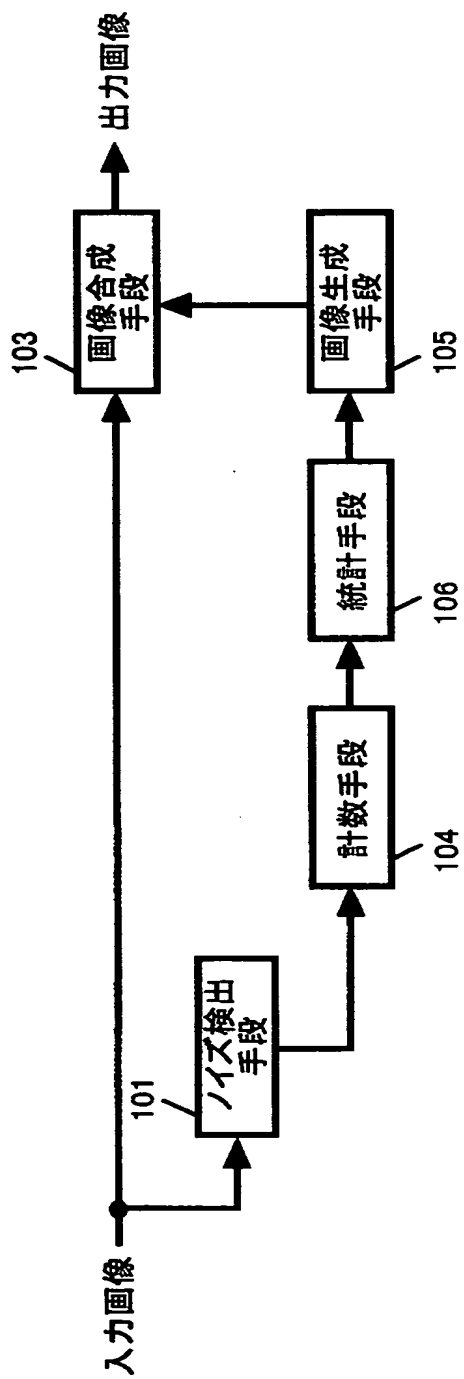 入力画像
101
ノイズ検出
手段
104
計数手段
106
統計手段
105
画像生成
手段
103
画像合成
手段
出力画像